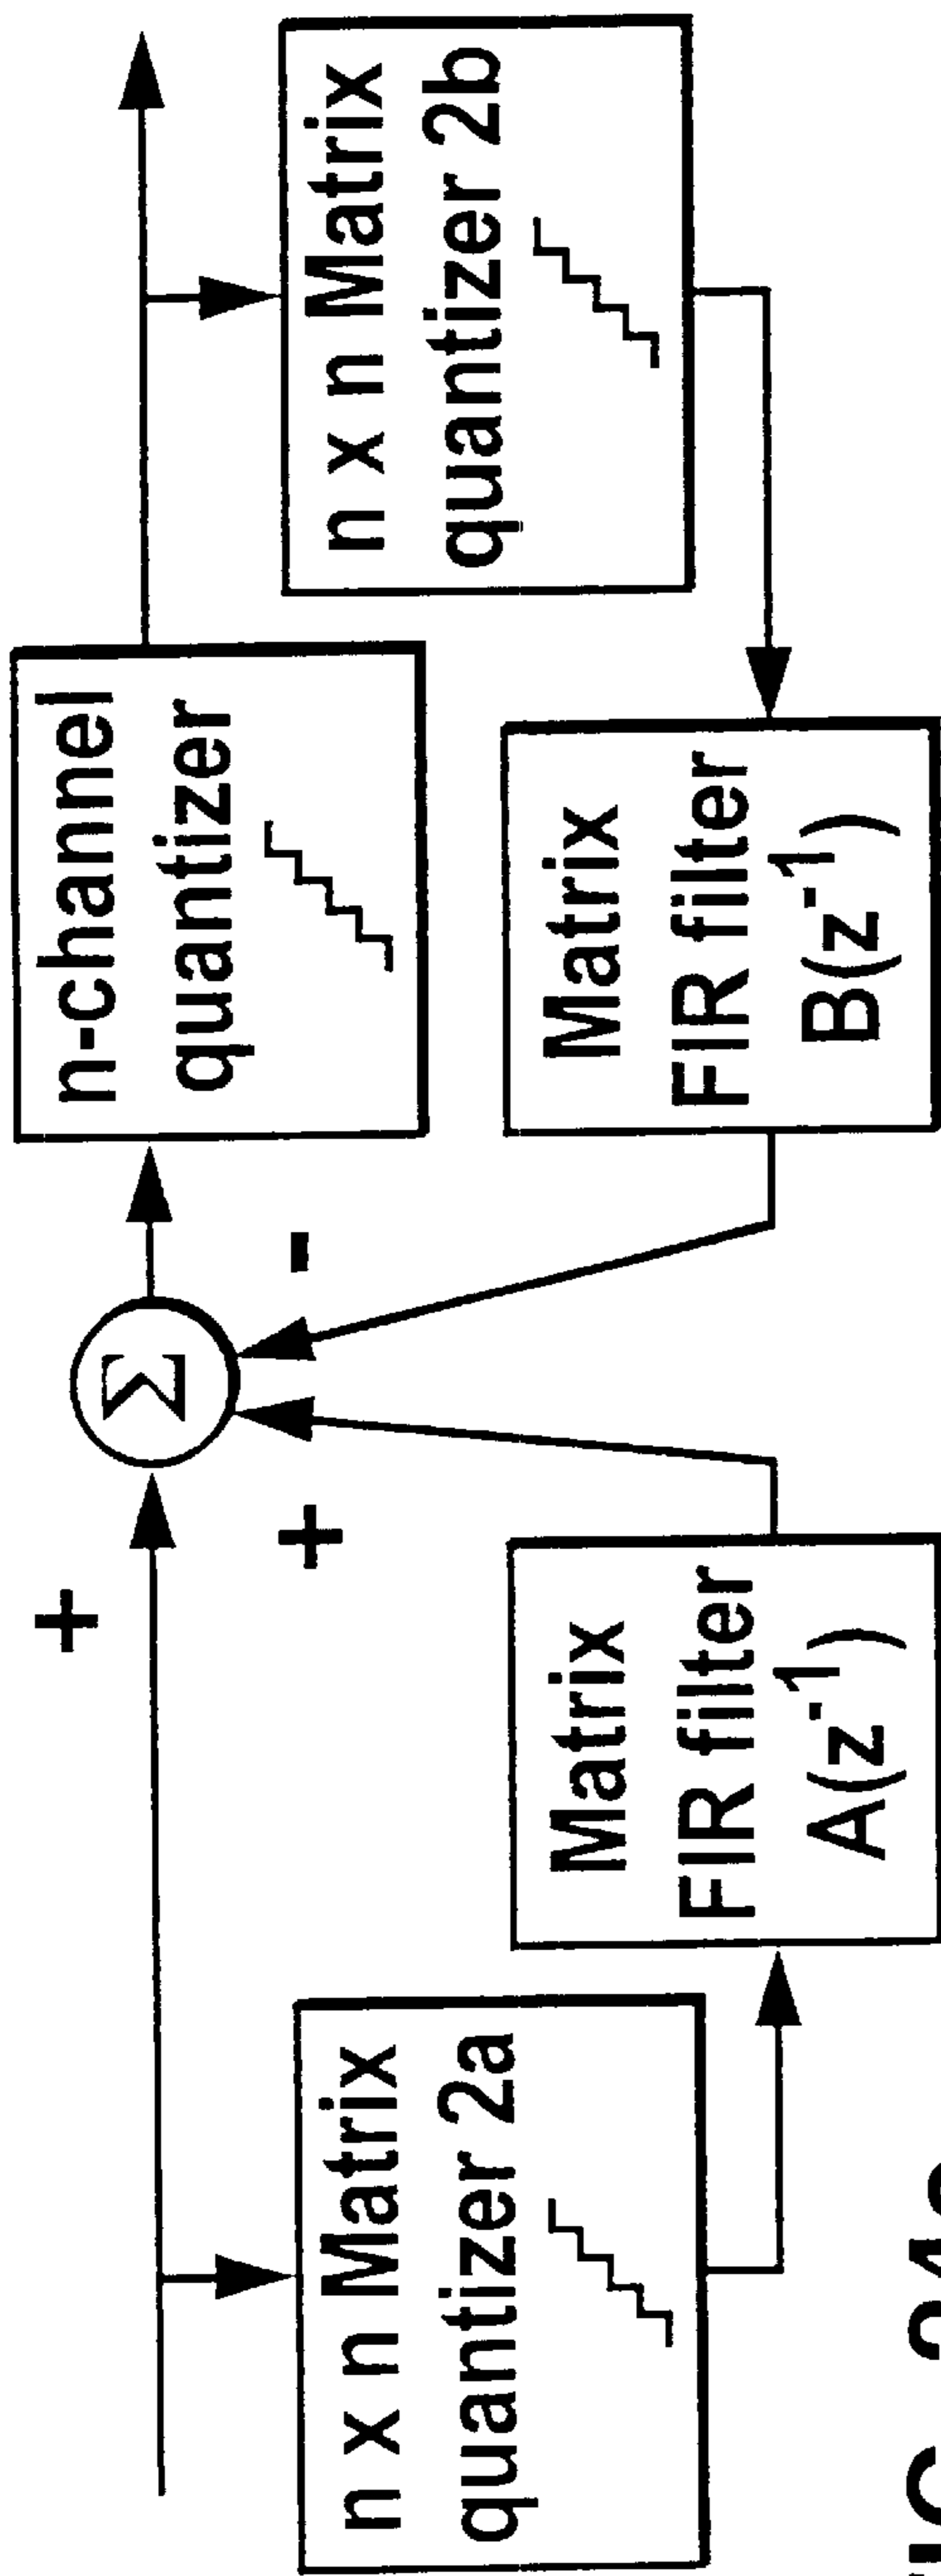 n-channel
quantizer
n x n Matrix
quantizer 2b
Σ
+
+
-
n x n Matrix
quantizer 2a
Matrix
FIR filter
A(z⁻¹)
Matrix
FIR filter
B(z⁻¹)